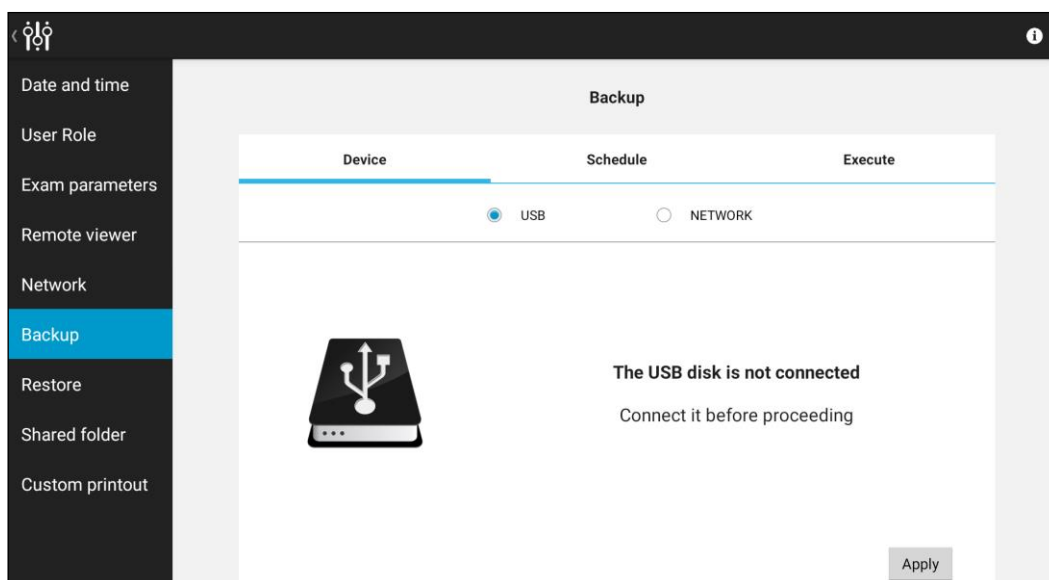 Date and time
User Role
Exam parameters
Remote viewer
Network
Backup
Restore
Shared folder
Custom printout
Backup
Device Schedule Execute
USB NETWORK
The USB disk is not connected
Connect it before proceeding
Apply